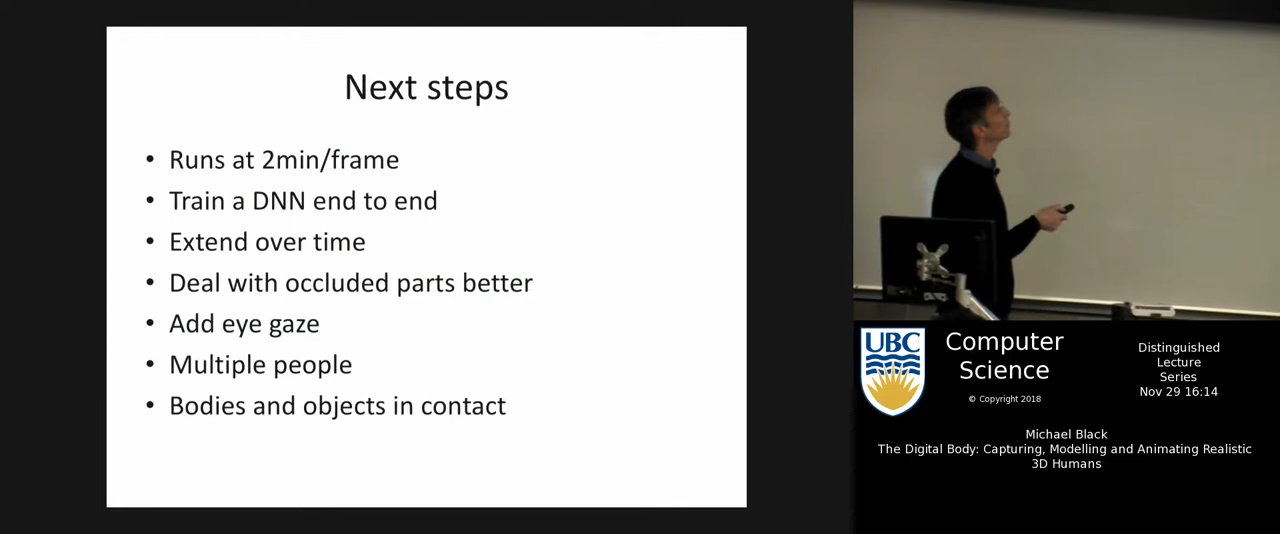 Next steps
• Runs at 2min/frame
• Train a DNN end to end
• Extend over time
• Deal with occluded parts better
• Add eye gaze
• Multiple people
• Bodies and objects in contact
UBC
Computer
Science
© Copyright 2018
Distinguished
Lecture
Series
Nov 29 16:14
Michael Black
The Digital Body: Capturing, Modelling and Animating Realistic
3D Humans